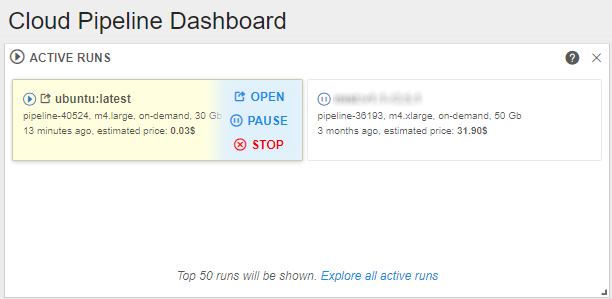 Cloud Pipeline Dashboard
ACTIVE RUNS
ubuntu:latest
pipeline-40524, m4.large, on-demand, 30 Gb
13 minutes ago, estimated price: 0.03$
OPEN
PAUSE
STOP
pipeline-36193, m4.xlarge, on-demand, 50 Gb
3 months ago, estimated price: 31.90$
Top 50 runs will be shown. Explore all active runs